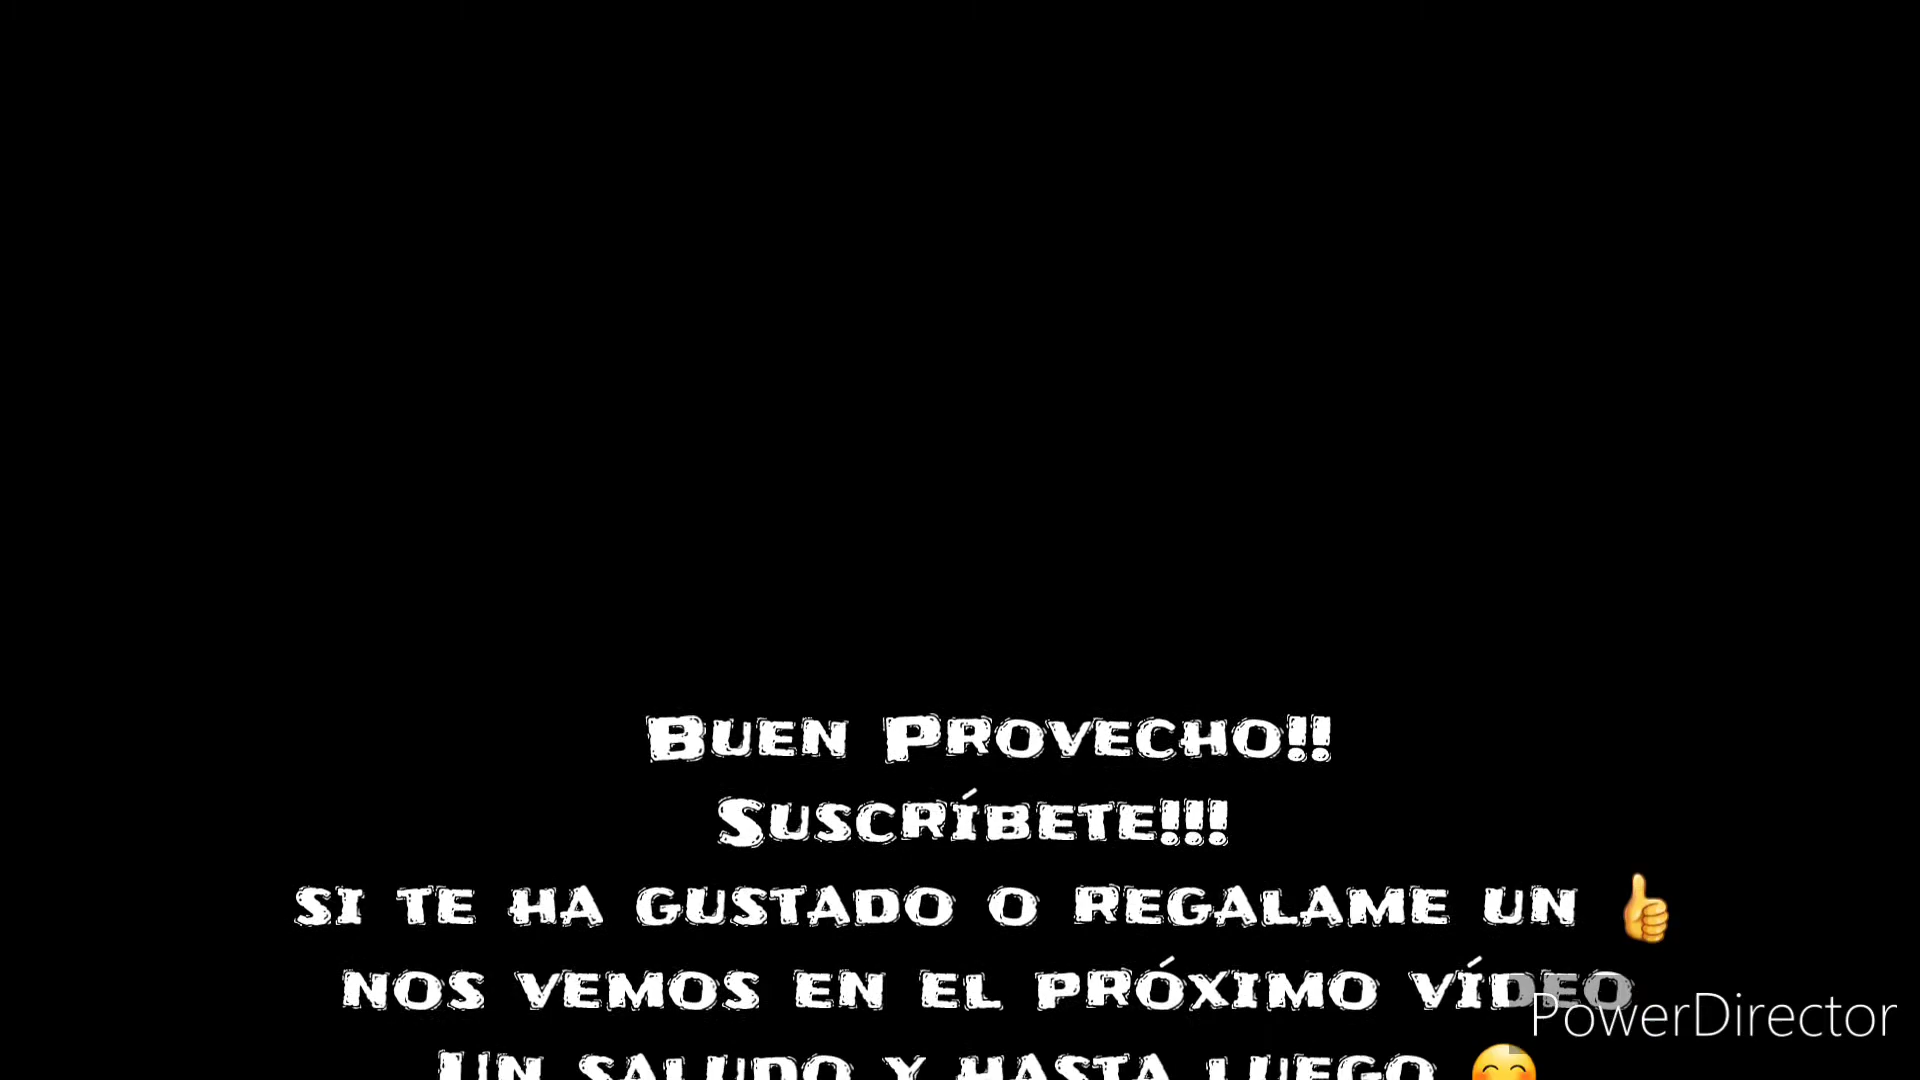 Buen Provecho!!
Suscríbete!!!
si te ha gustado o regalame un 👍
nos vemos en el próximo vídeo
PowerDirector
Un saludo y hasta luego 😊